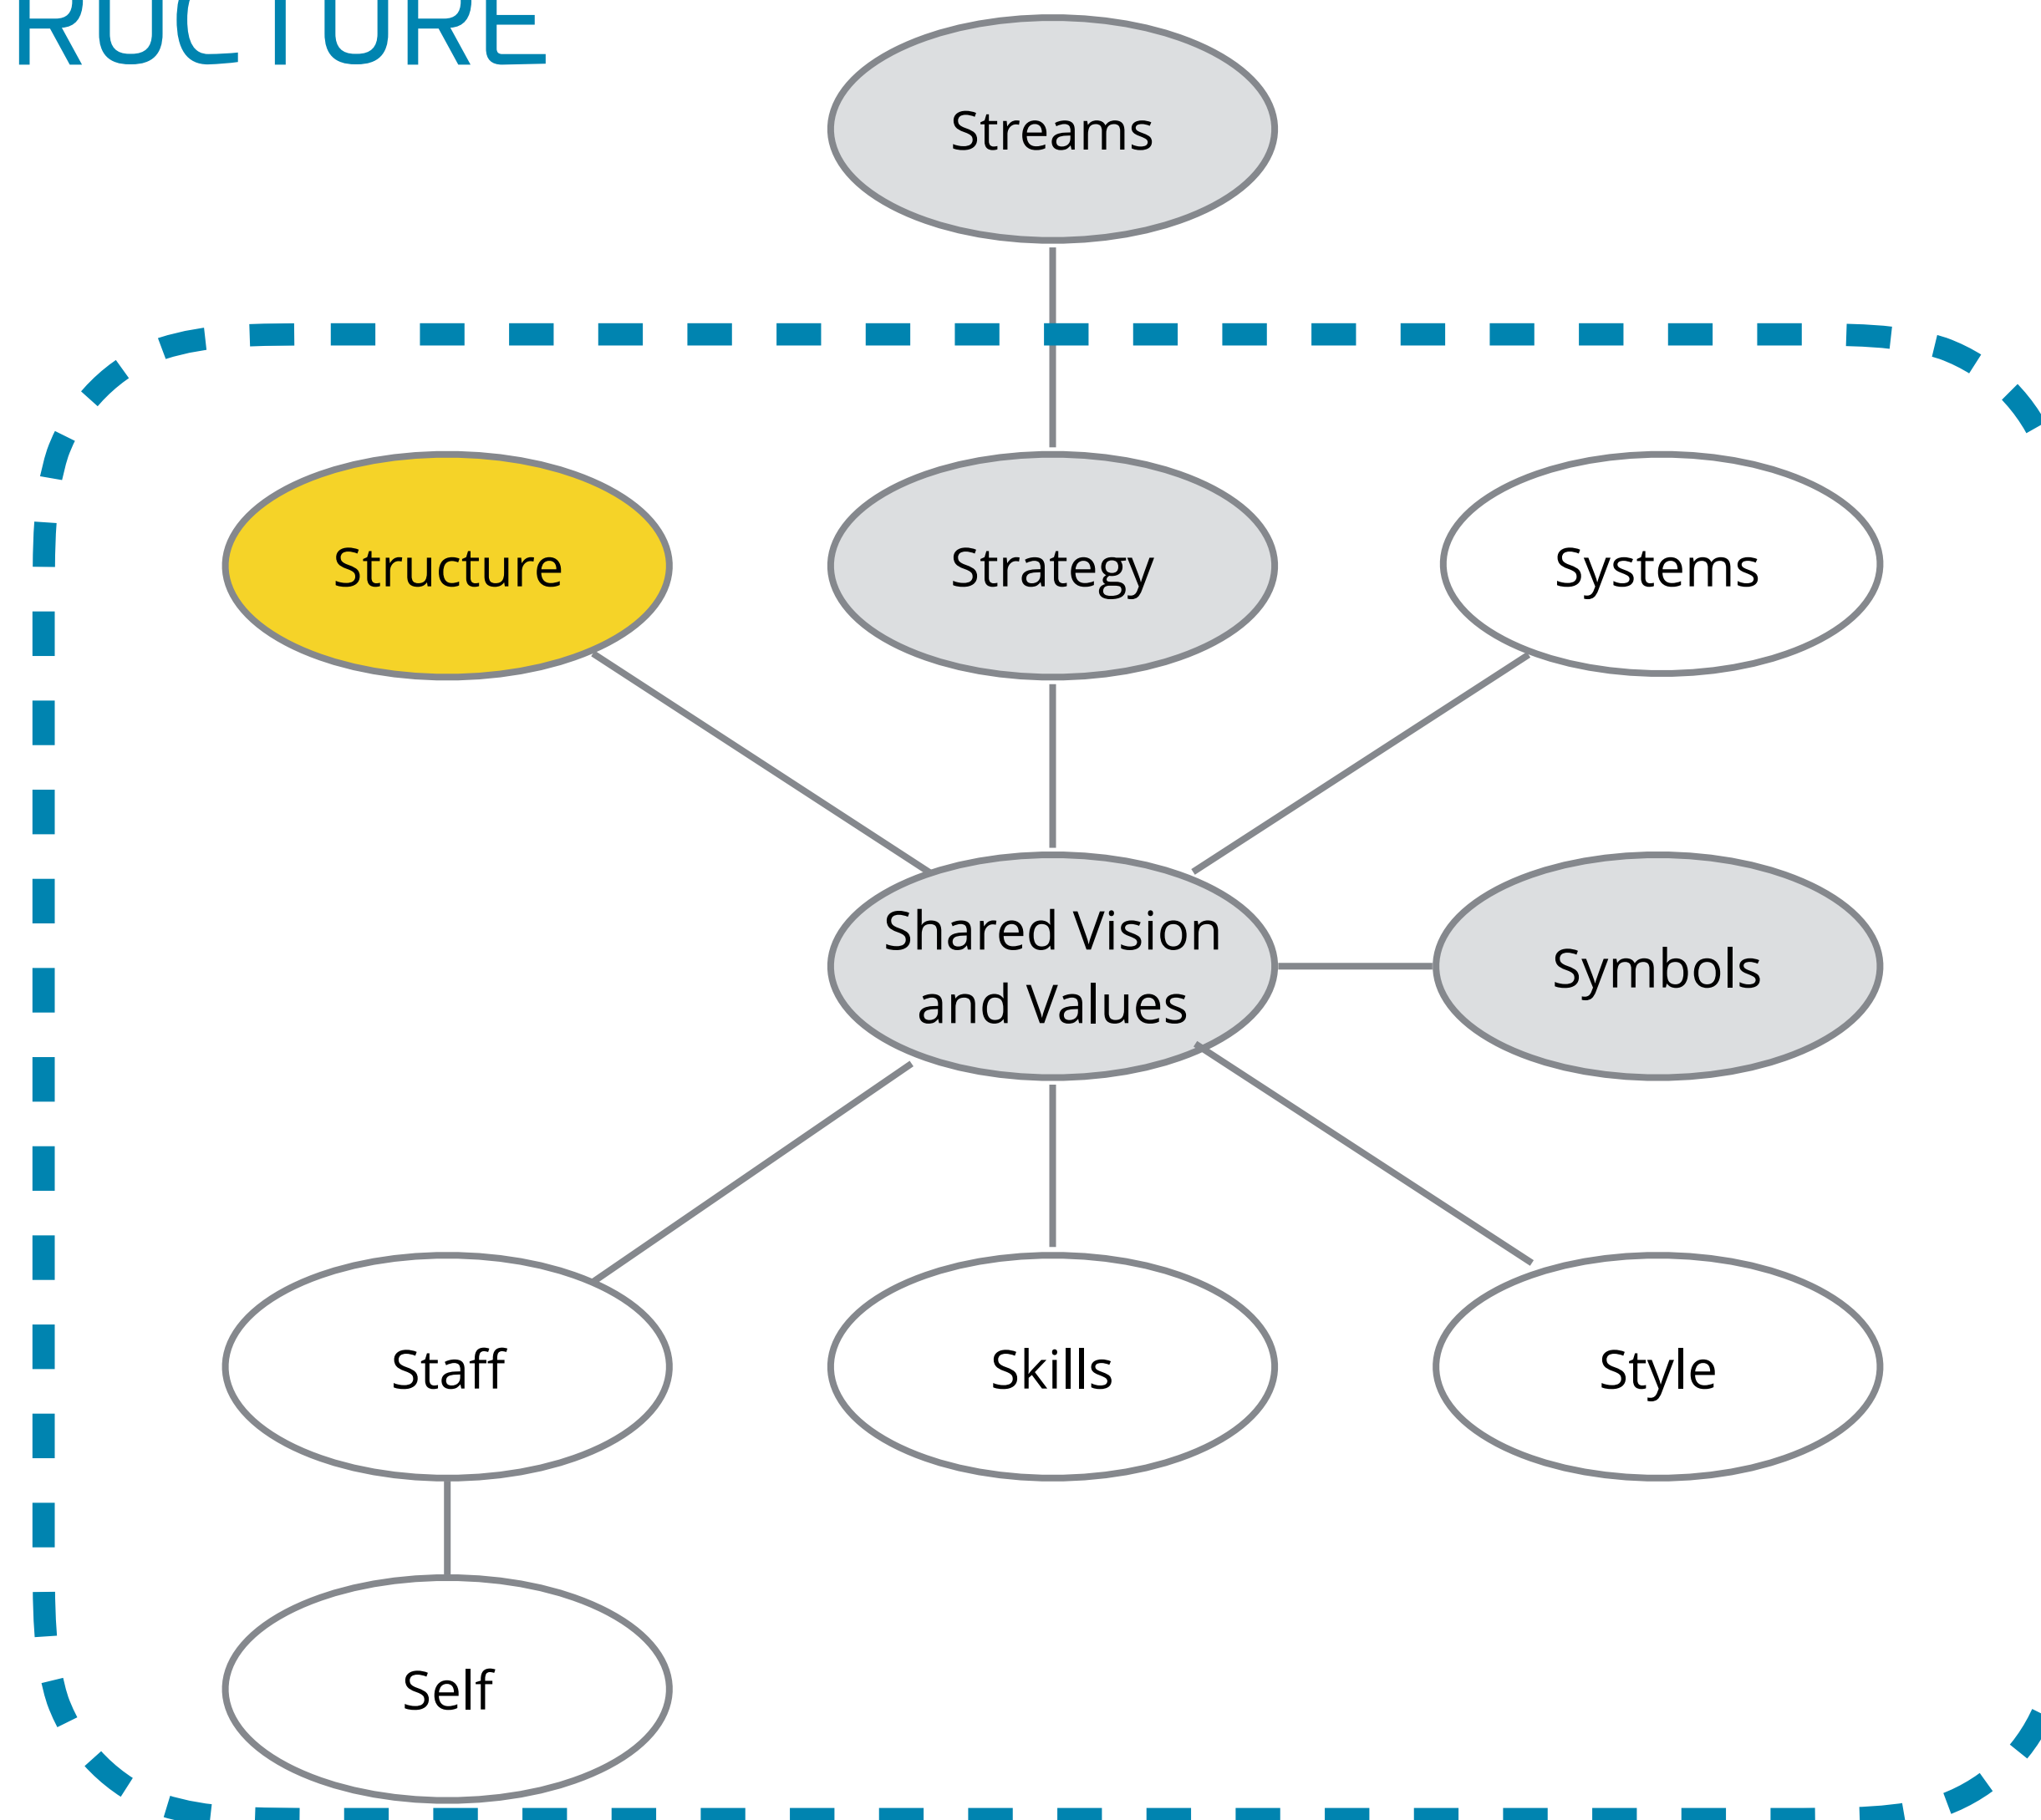 RUCTURE
Streams
Structure
Strategy
Systems
Shared Vision
and Values
Symbols
Staff
Skills
Style
Self